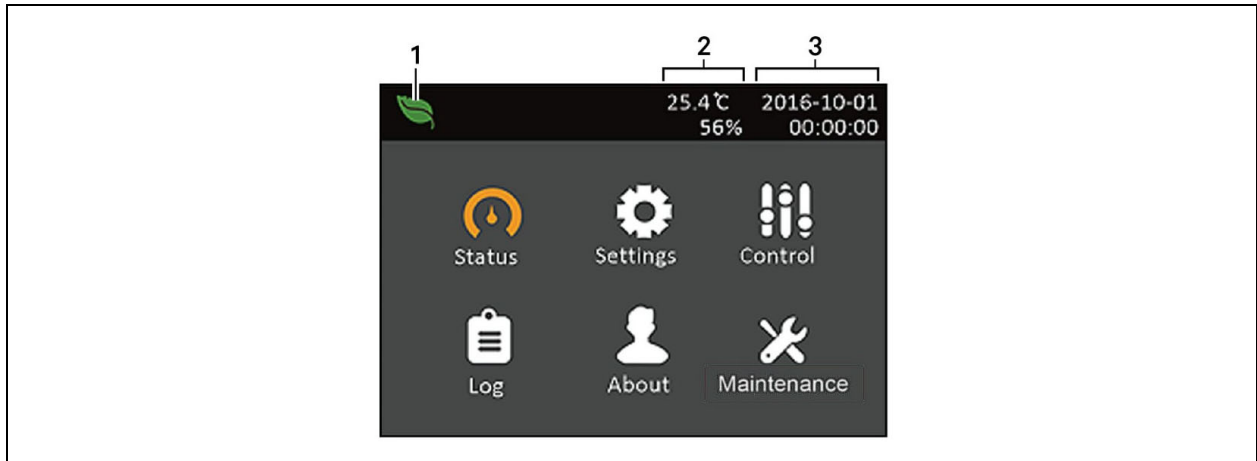 1
2
3
25.4℃ 2016-10-01
56% 00:00:00
Status Settings Control
Log About Maintenance